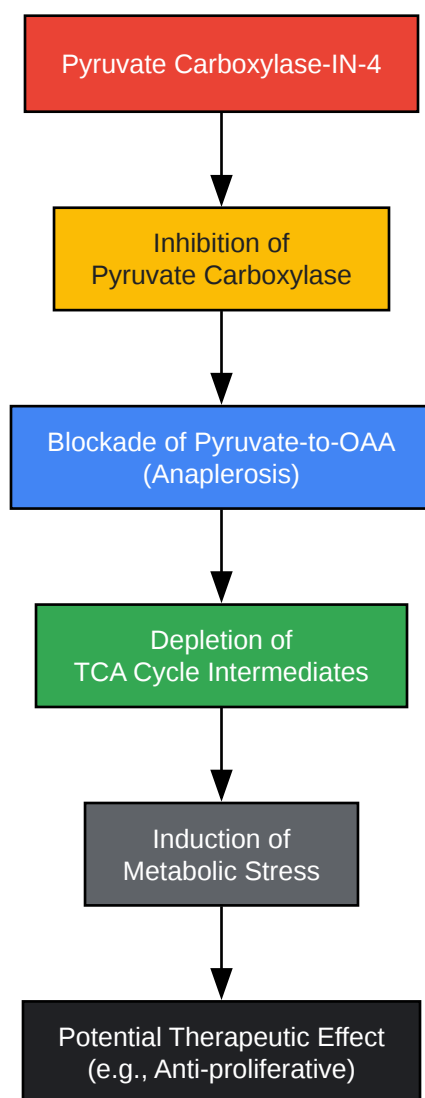 Pyruvate Carboxylase-IN-4
Inhibition of
Pyruvate Carboxylase
Blockade of Pyruvate-to-OAA
(Anaplerosis)
Depletion of
TCA Cycle Intermediates
Induction of
Metabolic Stress
Potential Therapeutic Effect
(e.g., Anti-proliferative)